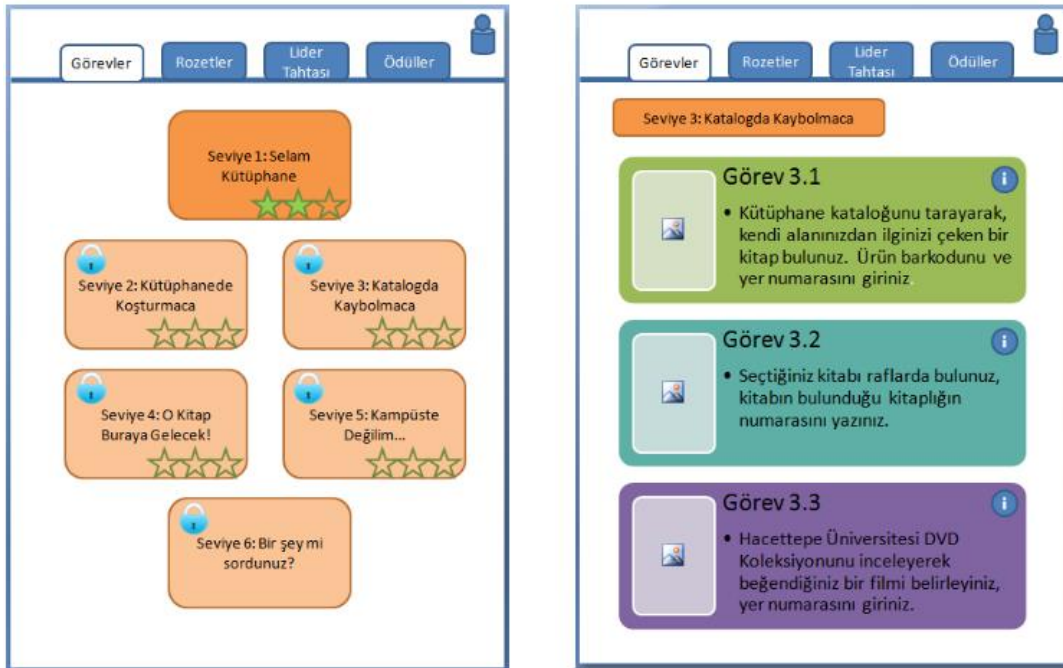 Görevler
Rozetler
Lider
Tahtası
Ödüller
Seviye 1: Selam
Kütüphane
Seviye 2: Kütüphanede
Koşturmaca
Seviye 3: Katalogda
Kaybolmaca
Seviye 4: O Kitap
Buraya Gelecek!
Seviye 5: Kampüste
Değilim...
Seviye 6: Bir şey mi
sordunuz?
Görevler
Rozetler
Lider
Tahtası
Ödüller
Seviye 3: Katalogda Kaybolmaca
Görev 3.1
i
• Kütüphane kataloğunu tarayarak,
kendi alanınızdan ilginizi çeken bir
kitap bulunuz. Ürün barkodunu ve
yer numarasını giriniz.
Görev 3.2
i
• Seçtiğiniz kitabı raflarda bulunuz,
kitabın bulunduğu kitaplığın
numarasını yazınız.
Görev 3.3
i
• Hacettepe Üniversitesi DVD
Koleksiyonunu inceleyerek
beğendiğiniz bir filmi belirleyiniz,
yer numarasını giriniz.